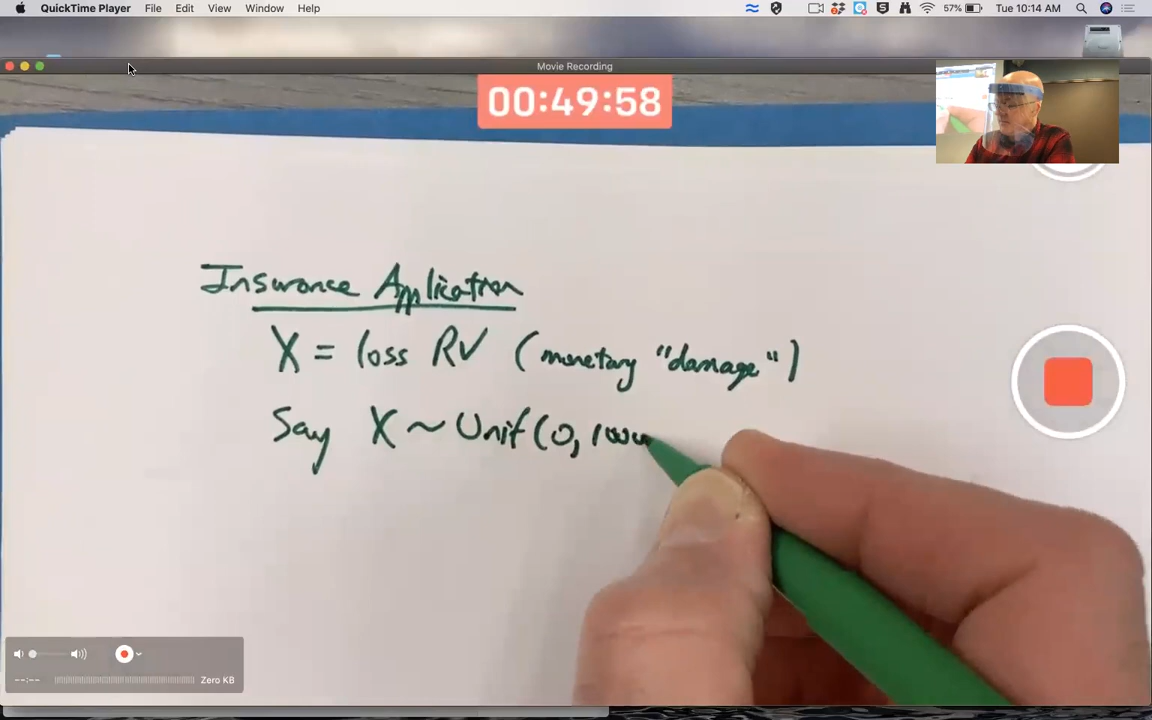 QuickTime Player File Edit View Window Help 57% Tue 10:14 AM
Movie Recording
00:49:58
Insurance Application
X = loss RV (monetary "damage")
Say X ~ Unif(0, 1000
--:-- Zero KB